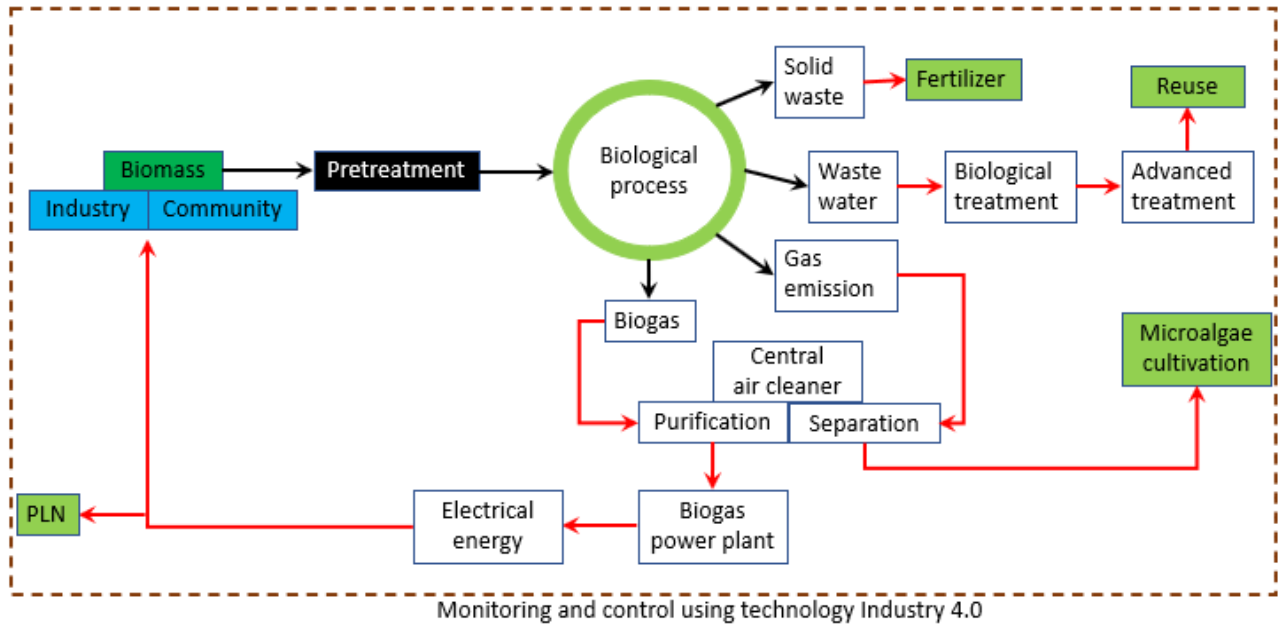 Solid
waste
Fertilizer
Reuse
Biomass
Industry
Community
Pretreatment
Biological
process
Waste
water
Biological
treatment
Advanced
treatment
Gas
emission
Biogas
Central
air cleaner
Purification
Separation
Microalgae
cultivation
PLN
Electrical
energy
Biogas
power plant
Monitoring and control using technology Industry 4.0